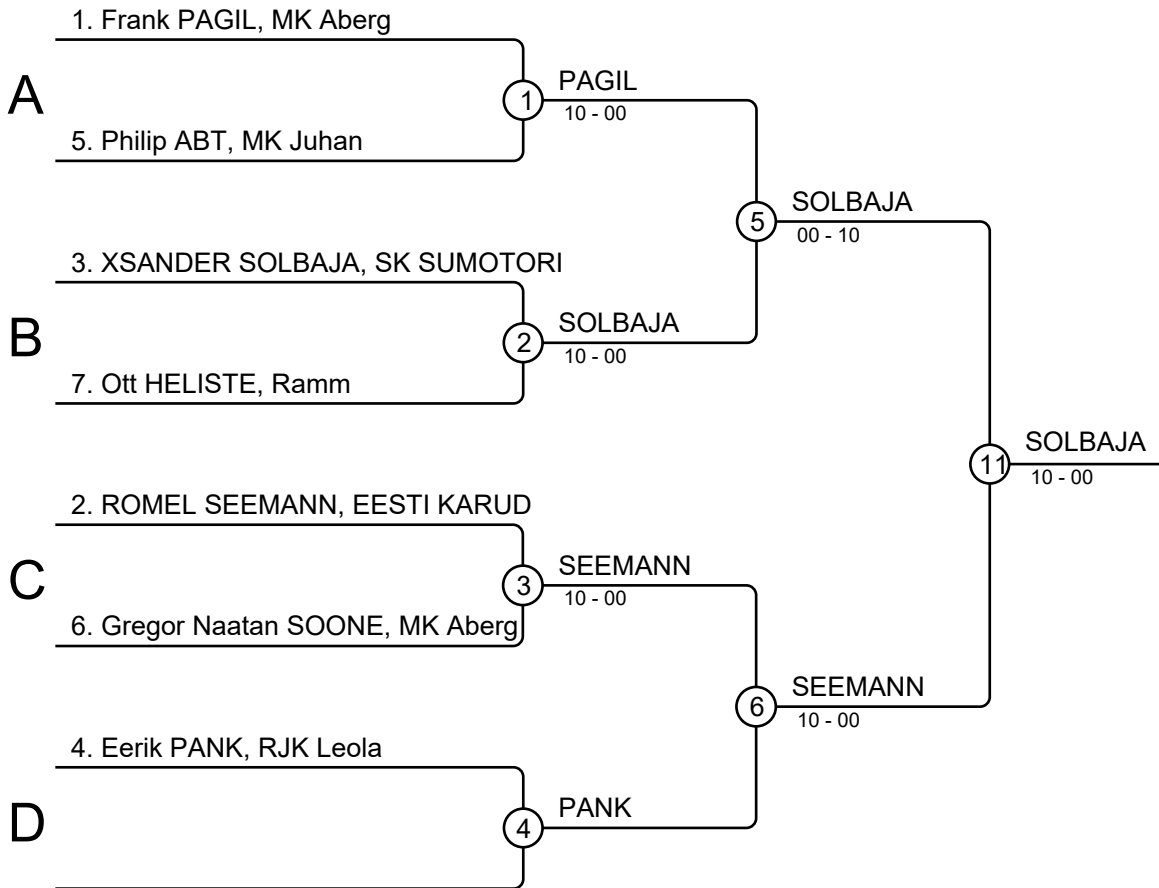 1. Frank PAGIL, MK Aberg
A
1
PAGIL
10 - 00
5. Philip ABT, MK Juhan
5
SOLBAJA
00 - 10
3. XSANDER SOLBAJA, SK SUMOTORI
B
2
SOLBAJA
10 - 00
7. Ott HELISTE, Ramm
11
SOLBAJA
10 - 00
2. ROMEL SEEMANN, EESTI KARUD
C
3
SEEMANN
10 - 00
6. Gregor Naatan SOONE, MK Aberg
6
SEEMANN
10 - 00
4. Eerik PANK, RJK Leola
D
4
PANK